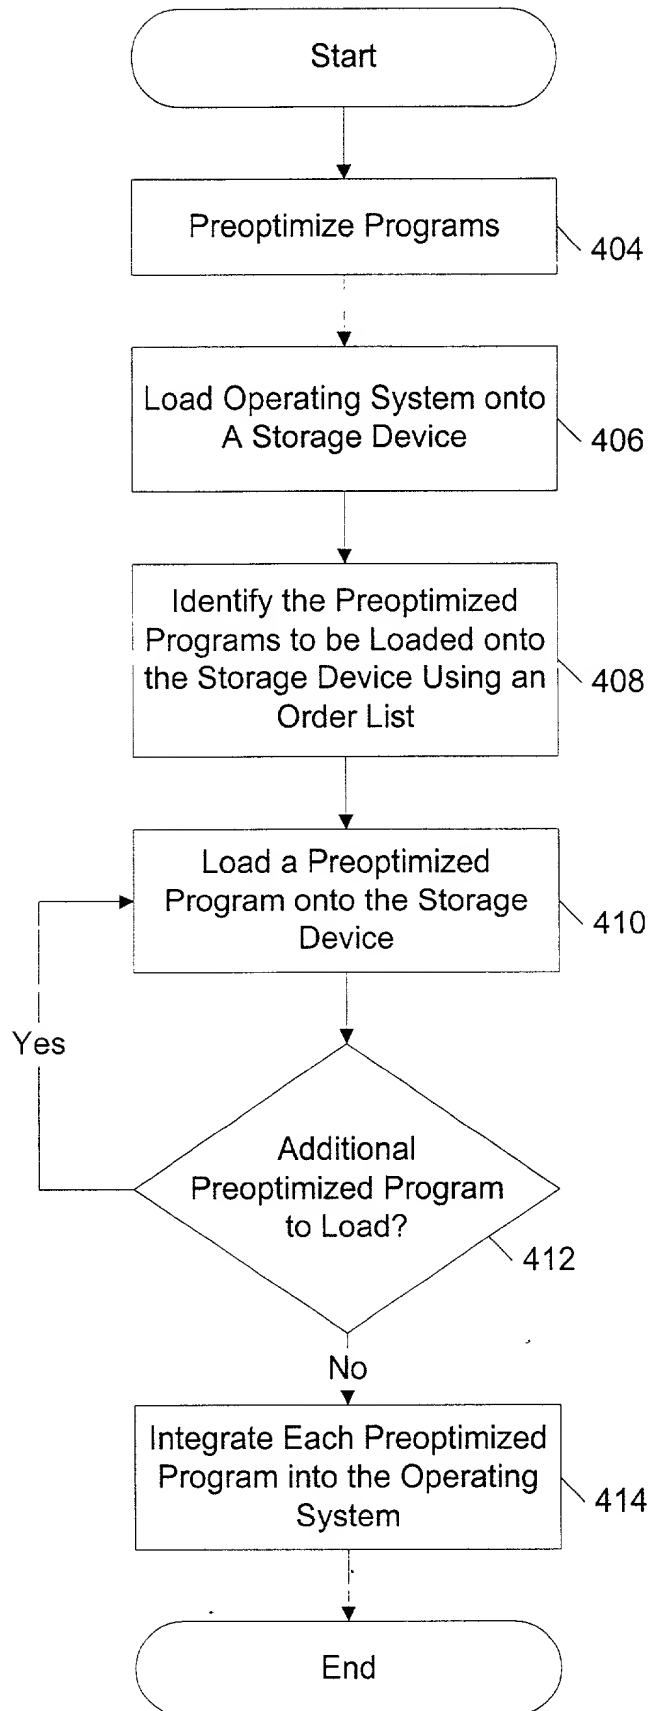 Start
Preoptimize Programs
404
Load Operating System onto
A Storage Device
406
Identify the Preoptimized
Programs to be Loaded onto
the Storage Device Using an
Order List
408
Load a Preoptimized
Program onto the Storage
Device
410
Yes
Additional
Preoptimized Program
to Load?
412
No
Integrate Each Preoptimized
Program into the Operating
System
414
End